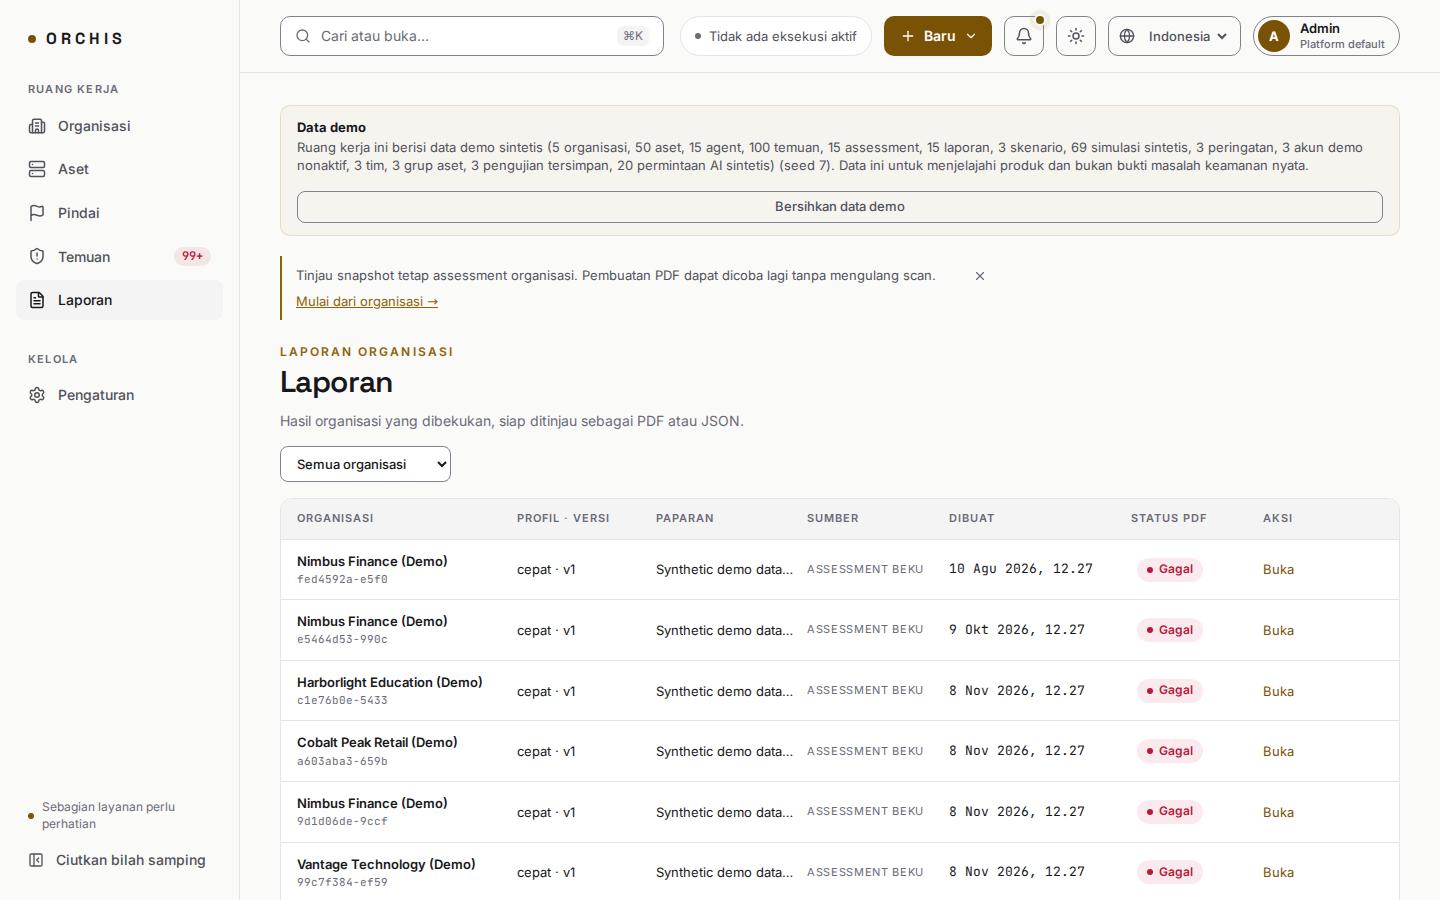 ORCHIS
RUANG KERJA
Organisasi
Aset
Pindai
Temuan 99+
Laporan
KELOLA
Pengaturan
Sebagian layanan perlu
perhatian
Ciutkan bilah samping
Cari atau buka... ⌘K
Tidak ada eksekusi aktif
Baru
Indonesia
A
Admin
Platform default
Data demo
Ruang kerja ini berisi data demo sintetis (5 organisasi, 50 aset, 15 agent, 100 temuan, 15 assessment, 15 laporan, 3 skenario, 69 simulasi sintetis, 3 peringatan, 3 akun demo
nonaktif, 3 tim, 3 grup aset, 3 pengujian tersimpan, 20 permintaan AI sintetis) (seed 7). Data ini untuk menjelajahi produk dan bukan bukti masalah keamanan nyata.
Bersihkan data demo
Tinjau snapshot tetap assessment organisasi. Pembuatan PDF dapat dicoba lagi tanpa mengulang scan.
Mulai dari organisasi →
LAPORAN ORGANISASI
Laporan
Hasil organisasi yang dibekukan, siap ditinjau sebagai PDF atau JSON.
Semua organisasi
ORGANISASI PROFIL · VERSI PAPARAN SUMBER DIBUAT STATUS PDF AKSI
Nimbus Finance (Demo)
fed4592a-e5f0
cepat · v1 Synthetic demo data... ASSESSMENT BEKU 10 Agu 2026, 12.27 Gagal Buka
Nimbus Finance (Demo)
e5464d53-990c
cepat · v1 Synthetic demo data... ASSESSMENT BEKU 9 Okt 2026, 12.27 Gagal Buka
Harborlight Education (Demo)
c1e76b0e-5433
cepat · v1 Synthetic demo data... ASSESSMENT BEKU 8 Nov 2026, 12.27 Gagal Buka
Cobalt Peak Retail (Demo)
a603aba3-659b
cepat · v1 Synthetic demo data... ASSESSMENT BEKU 8 Nov 2026, 12.27 Gagal Buka
Nimbus Finance (Demo)
9d1d06de-9ccf
cepat · v1 Synthetic demo data... ASSESSMENT BEKU 8 Nov 2026, 12.27 Gagal Buka
Vantage Technology (Demo)
99c7f384-ef59
cepat · v1 Synthetic demo data... ASSESSMENT BEKU 8 Nov 2026, 12.27 Gagal Buka